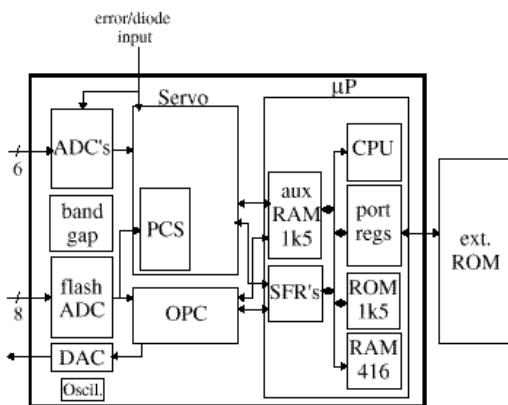 error/diode
input
μP
Servo
ADC's
6
CPU
aux
RAM
1k5
port
regs
band
gap
PCS
ext.
ROM
flash
ADC
8
SFR's
ROM
1k5
OPC
DAC
RAM
416
Oscil.